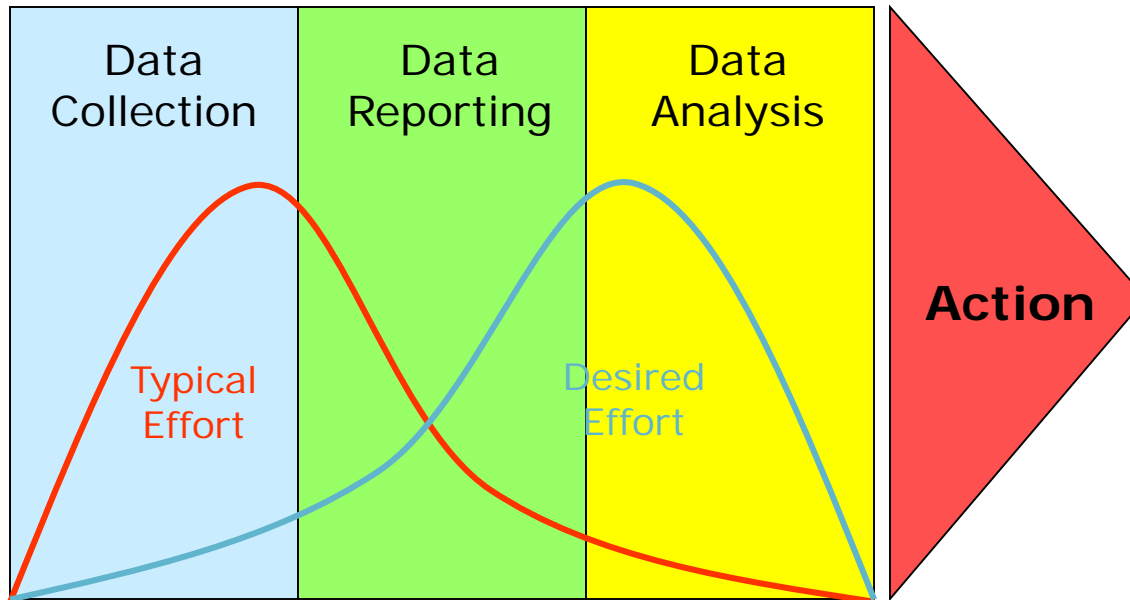 Data
Collection
Data
Reporting
Data
Analysis
Action
Typical
Effort
Desired
Effort